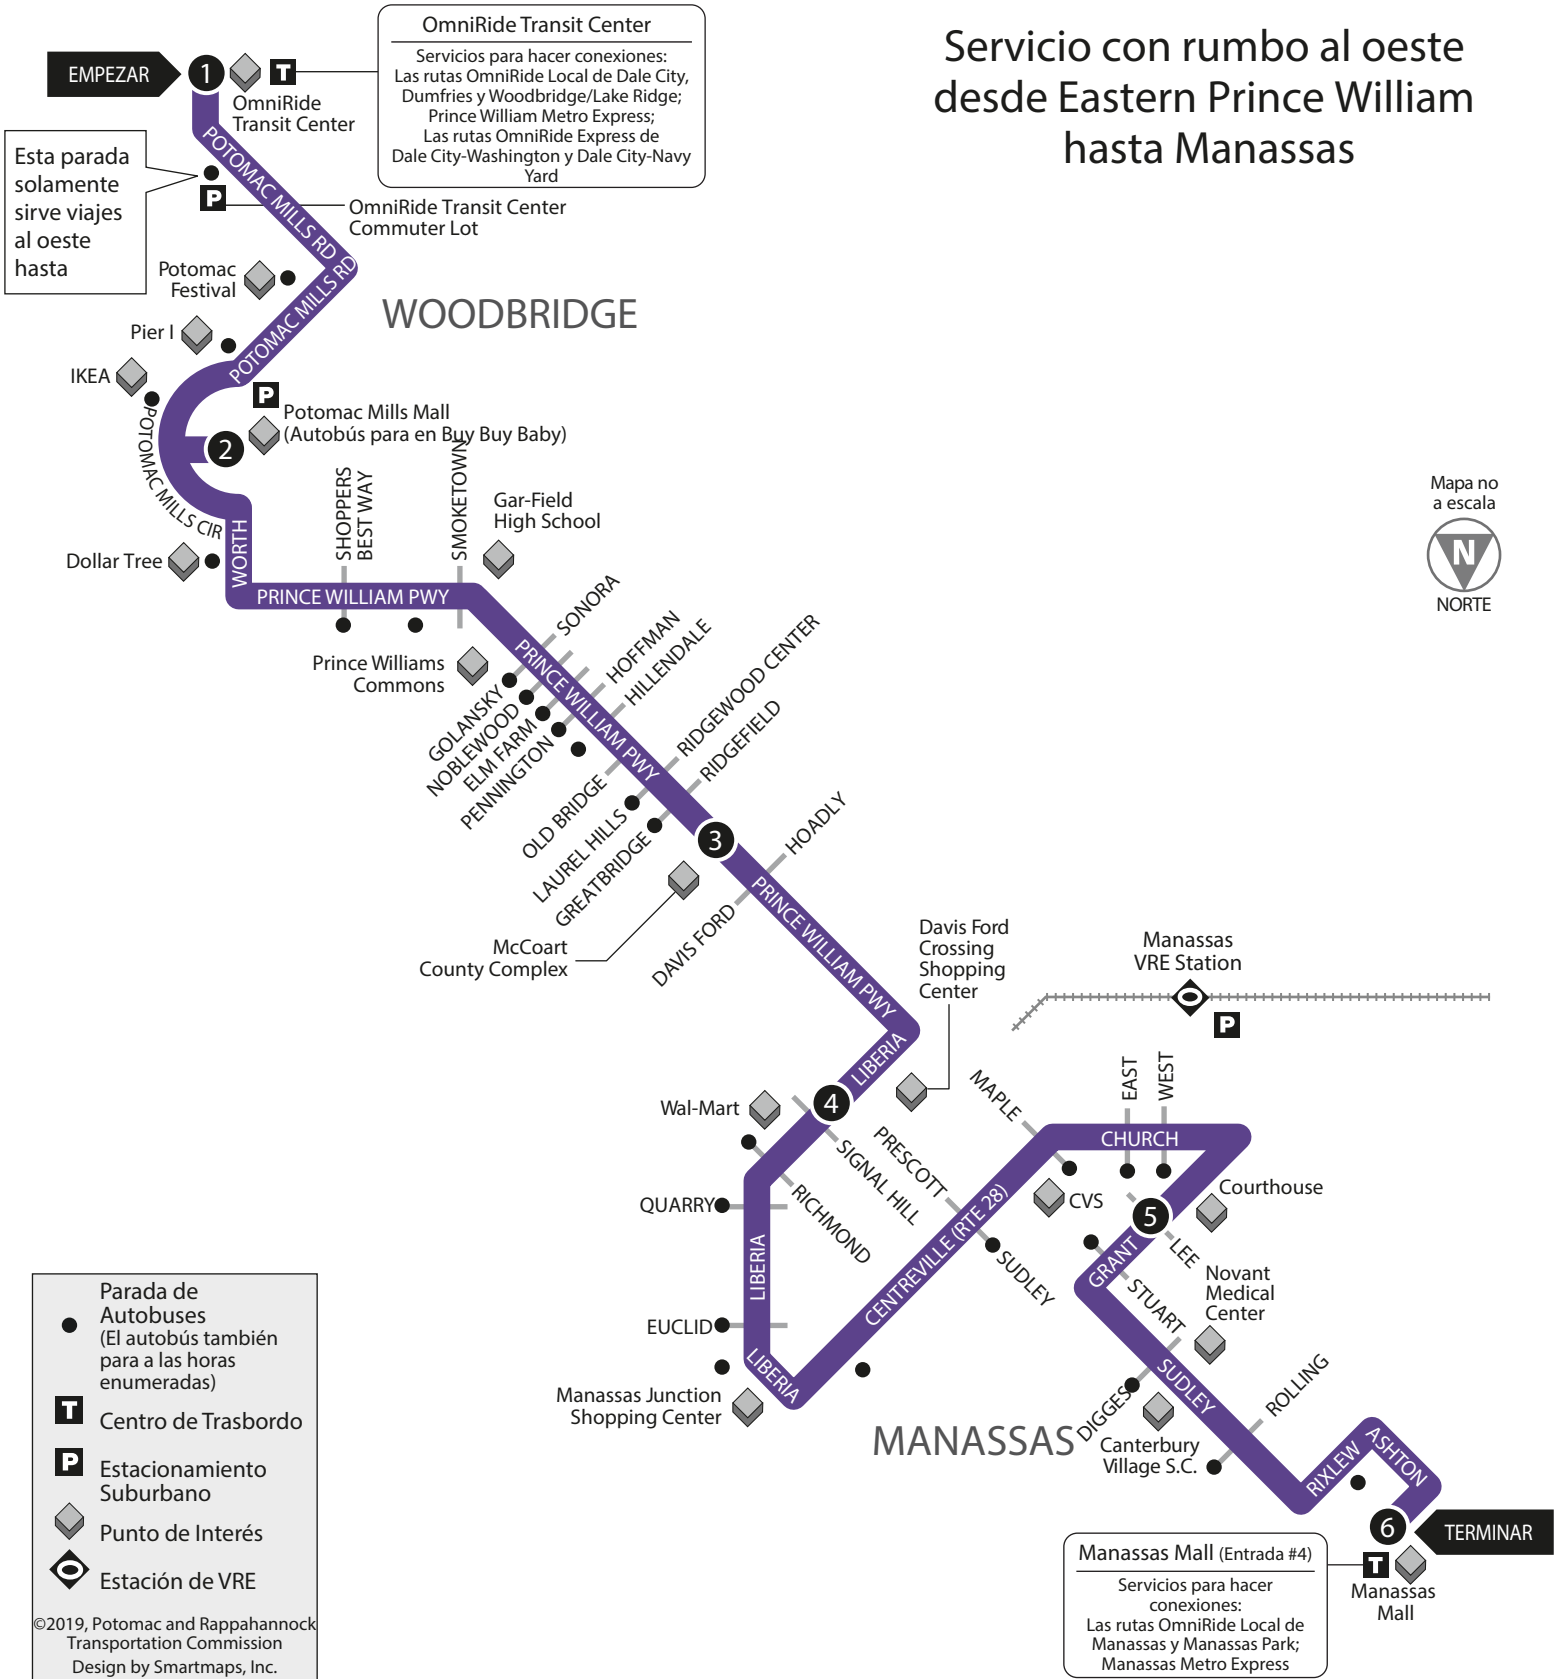 Servicio con rumbo al oeste
desde Eastern Prince William
hasta Manassas
EMPEZAR
1
T
OmniRide
Transit Center
OmniRide Transit Center
Servicios para hacer conexiones:
Las rutas OmniRide Local de Dale City,
Dumfries y Woodbridge/Lake Ridge;
Prince William Metro Express;
Las rutas OmniRide Express de
Dale City-Washington y Dale City-Navy
Yard
Esta parada
solamente
sirve viajes
al oeste
hasta
P
OmniRide Transit Center
Commuter Lot
POTOMAC MILLS RD
POTOMAC MILLS RD
Potomac
Festival
WOODBRIDGE
Pier I
IKEA
P
Potomac Mills Mall
(Autobús para en Buy Buy Baby)
2
POTOMAC MILLS CIR
WORTH
Dollar Tree
SHOPPERS
BEST WAY
SMOKETOWN
Gar-Field
High School
PRINCE WILLIAM PWY
Prince Williams
Commons
Mapa no
a escala
N
NORTE
SONORA
HOFFMAN
HILLENDALE
PRINCE WILLIAM PWY
GOLANSKY
NOBLEWOOD
ELM FARM
PENNINGTON
RIDGEWOOD CENTER
RIDGEFIELD
OLD BRIDGE
LAUREL HILLS
GREATBRIDGE
3
HOADLY
McCoart
County Complex
DAVIS FORD
PRINCE WILLIAM PWY
Davis Ford
Crossing
Shopping
Center
Manassas
VRE Station
P
LIBERIA
4
Wal-Mart
SIGNAL HILL
RICHMOND
QUARRY
LIBERIA
EUCLID
LIBERIA
Manassas Junction
Shopping Center
CENTREVILLE (RTE 28)
PRESCOTT
SUDLEY
MAPLE
CVS
EAST
WEST
CHURCH
5
Courthouse
LEE
GRANT
STUART
Novant
Medical
Center
SUDLEY
DIGGES
Canterbury
Village S.C.
MANASSAS
ROLLING
RIXLEW
ASHTON
6
TERMINAR
T
Manassas
Mall
Manassas Mall (Entrada #4)
Servicios para hacer
conexiones:
Las rutas OmniRide Local de
Manassas y Manassas Park;
Manassas Metro Express
Parada de
Autobuses
(El autobús también
para a las horas
enumeradas)
T
Centro de Trasbordo
P
Estacionamiento
Suburbano
Punto de Interés
Estación de VRE
©2019, Potomac and Rappahannock
Transportation Commission
Design by Smartmaps, Inc.